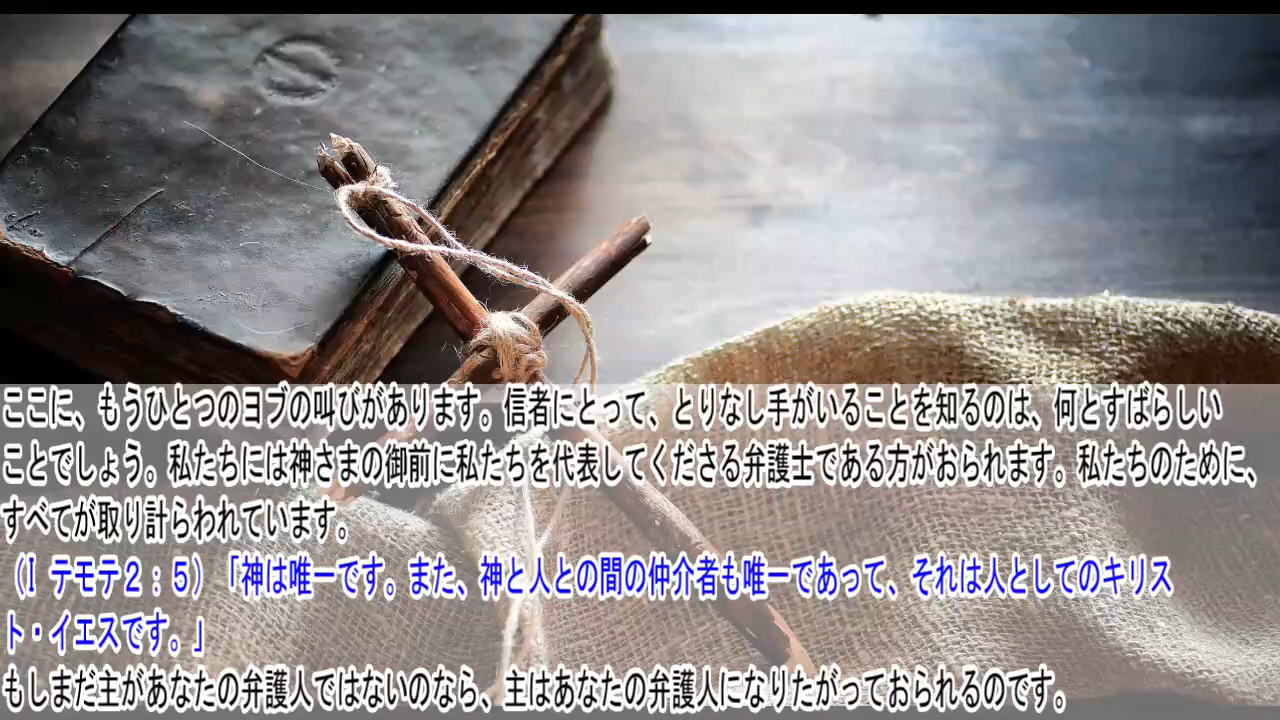 ここに、もうひとつのヨブの叫びがあります。信者にとって、とりなし手がいることを知るのは、何とすばらしい
ことでしょう。私たちには神さまの御前に私たちを代表してくださる弁護士である方がおられます。私たちのために、
すべてが取り計らわれています。
（Ⅰ テモテ２：５）「神は唯一です。また、神と人との間の仲介者も唯一であって、それは人としてのキリス
ト・イエスです。」
もしまだ主があなたの弁護人ではないのなら、主はあなたの弁護人になりたがっておられるのです。